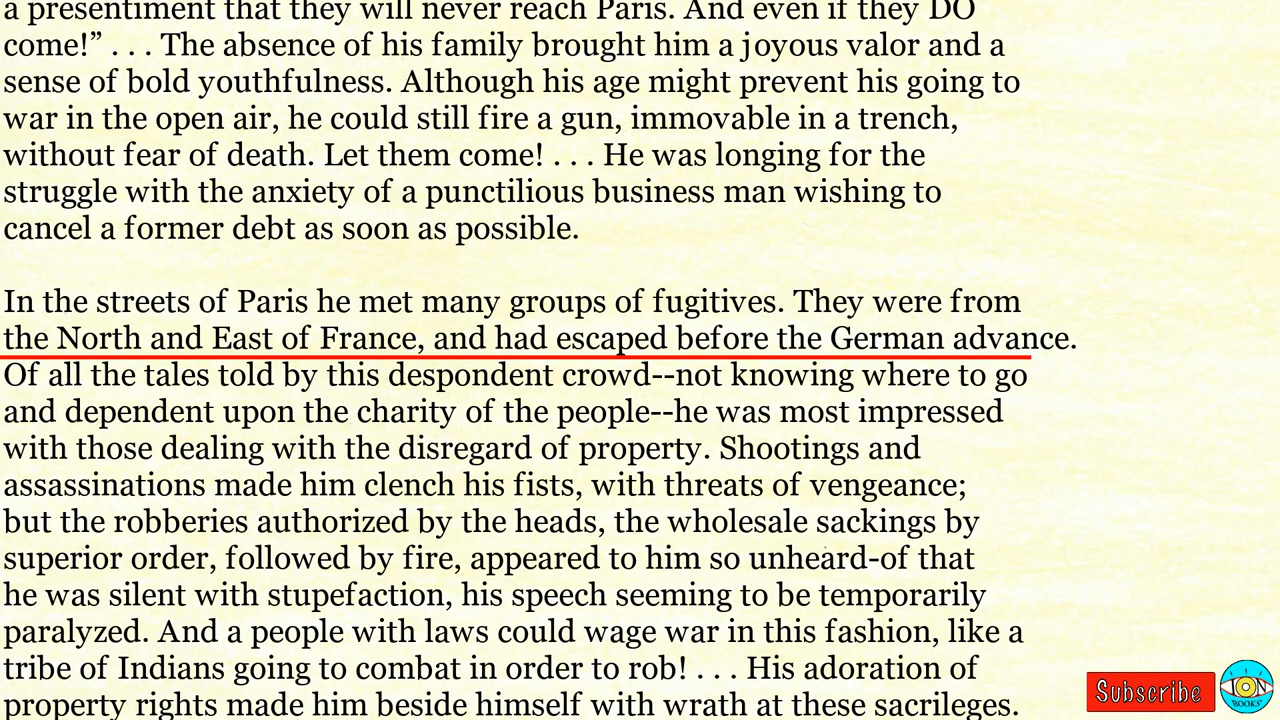 a presentiment that they will never reach Paris. And even if they DO
come!” . . . The absence of his family brought him a joyous valor and a
sense of bold youthfulness. Although his age might prevent his going to
war in the open air, he could still fire a gun, immovable in a trench,
without fear of death. Let them come! . . . He was longing for the
struggle with the anxiety of a punctilious business man wishing to
cancel a former debt as soon as possible.
In the streets of Paris he met many groups of fugitives. They were from
the North and East of France, and had escaped before the German advance.
Of all the tales told by this despondent crowd--not knowing where to go
and dependent upon the charity of the people--he was most impressed
with those dealing with the disregard of property. Shootings and
assassinations made him clench his fists, with threats of vengeance;
but the robberies authorized by the heads, the wholesale sackings by
superior order, followed by fire, appeared to him so unheard-of that
he was silent with stupefaction, his speech seeming to be temporarily
paralyzed. And a people with laws could wage war in this fashion, like a
tribe of Indians going to combat in order to rob! . . . His adoration of
property rights made him beside himself with wrath at these sacrileges.
Subscribe
ION
BOOKS